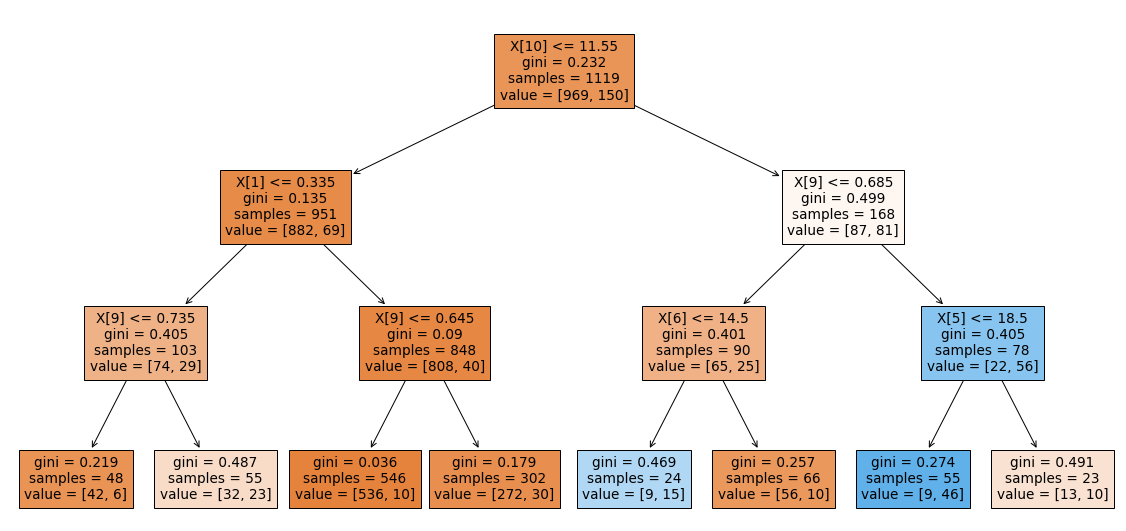 X[10] <= 11.55
gini = 0.232
samples = 1119
value = [969, 150]
X[1] <= 0.335
gini = 0.135
samples = 951
value = [882, 69]
X[9] <= 0.685
gini = 0.499
samples = 168
value = [87, 81]
X[9] <= 0.735
gini = 0.405
samples = 103
value = [74, 29]
X[9] <= 0.645
gini = 0.09
samples = 848
value = [808, 40]
X[6] <= 14.5
gini = 0.401
samples = 90
value = [65, 25]
X[5] <= 18.5
gini = 0.405
samples = 78
value = [22, 56]
gini = 0.219
samples = 48
value = [42, 6]
gini = 0.487
samples = 55
value = [32, 23]
gini = 0.036
samples = 546
value = [536, 10]
gini = 0.179
samples = 302
value = [272, 30]
gini = 0.469
samples = 24
value = [9, 15]
gini = 0.257
samples = 66
value = [56, 10]
gini = 0.274
samples = 55
value = [9, 46]
gini = 0.491
samples = 23
value = [13, 10]